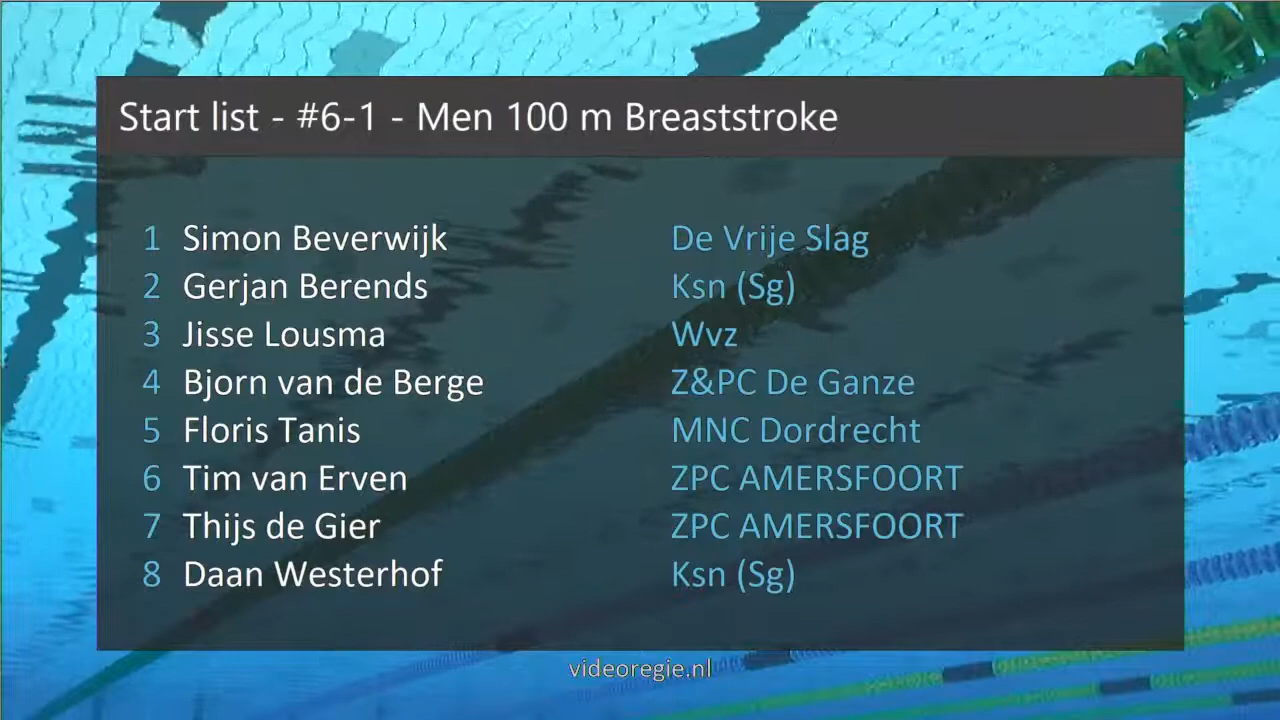 Start list - #6-1 - Men 100 m Breaststroke
1 Simon Beverwijk De Vrije Slag
2 Gerjan Berends Ksn (Sg)
3 Jisse Lousma Wvz
4 Bjorn van de Berge Z&PC De Ganze
5 Floris Tanis MNC Dordrecht
6 Tim van Erven ZPC AMERSFOORT
7 Thijs de Gier ZPC AMERSFOORT
8 Daan Westerhof Ksn (Sg)
videoregie.nl